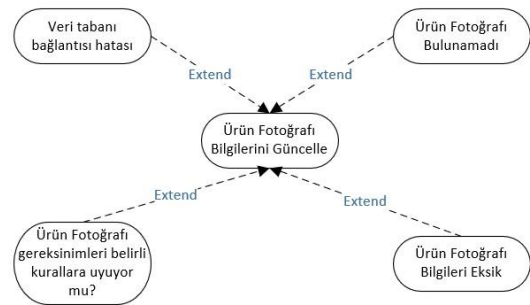 Veri tabanı
bağlantısı hatası
Ürün Fotoğrafı
Bulunamadı
Extend
Extend
Ürün Fotoğrafı
Bilgilerini Güncelle
Extend
Extend
Ürün Fotoğrafı
gereksinimleri belirli
kurallara uyuyor
mu?
Ürün Fotoğrafı
Bilgileri Eksik